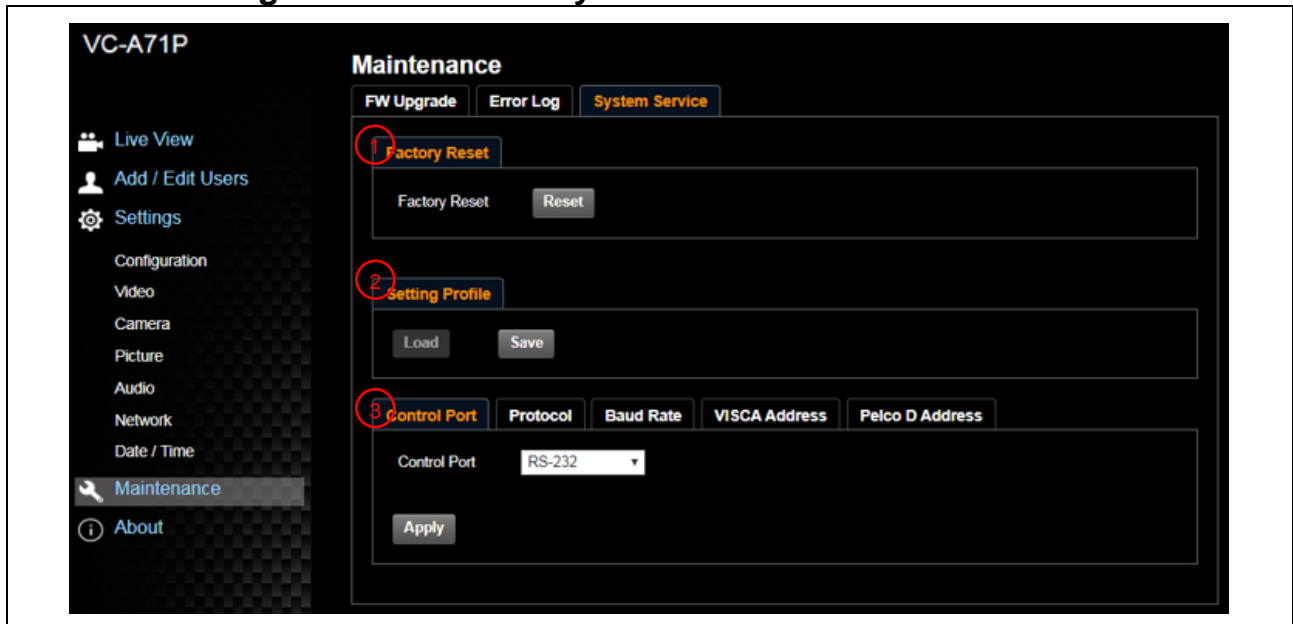 VC-A71P
Maintenance
FW Upgrade Error Log System Service
Live View
Add / Edit Users
Settings
Configuration
Video
Camera
Picture
Audio
Network
Date / Time
Maintenance
About
1 Factory Reset
Factory Reset Reset
2 Setting Profile
Load Save
3 Control Port Protocol Baud Rate VISCA Address Pelco D Address
Control Port RS-232
Apply